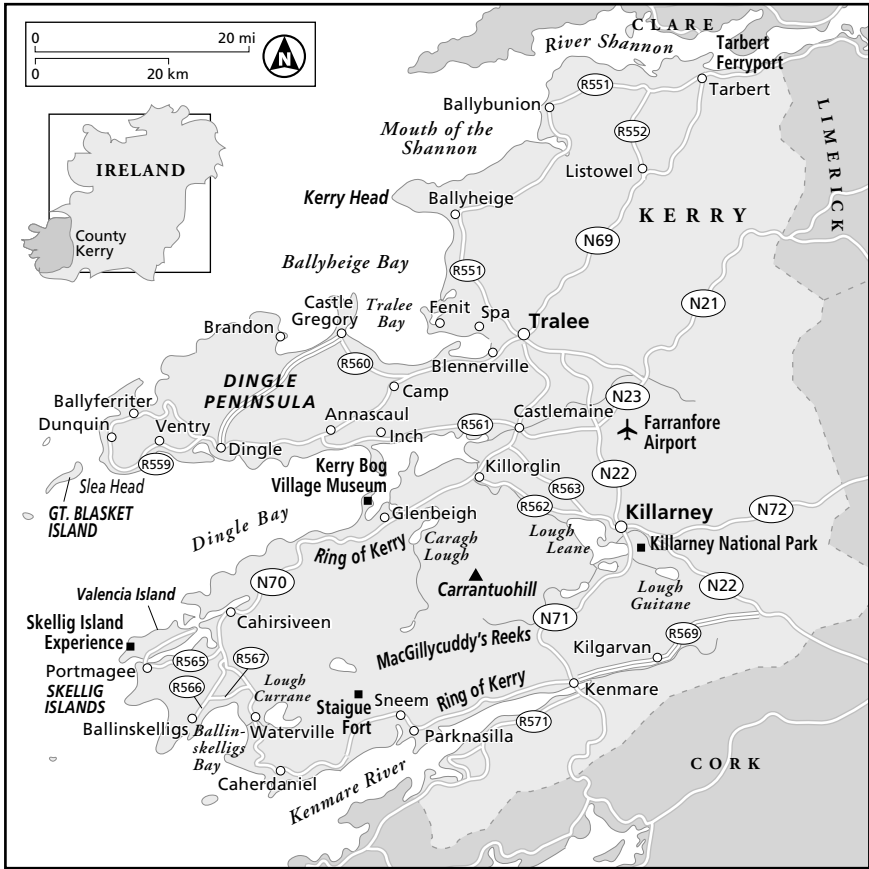 0 20 mi
0 20 km
N
IRELAND
County
Kerry
CLARE
River Shannon
Tarbert
Ferryport
R551
Tarbert
Ballybunion
LIMERICK
R552
Mouth of the
Shannon
Listowel
Kerry Head
Ballyheige
KERRY
N69
Ballyheige Bay
R551
N21
Castle
Gregory
Tralee
Bay
Fenit
Spa
Tralee
Brandon
R560
Blennerville
DINGLE
PENINSULA
Camp
N23
Ballyferriter
Dunquin
Ventry
Annascaul
Inch
R561
Castlemaine
Farranfore
Airport
Dingle
R559
Slea Head
GT. BLASKET
ISLAND
Kerry Bog
Village Museum
Killorglin
N22
R563
R562
Killarney
N72
Dingle Bay
Glenbeigh
Ring of Kerry
Caragh
Lough
Lough
Leane
Killarney National Park
Carrantuohill
Lough
Guitane
N22
N70
Valencia Island
Cahirsiveen
N71
Skellig Island
Experience
MacGillycuddy's Reeks
Kilgarvan
R569
Portmagee
R565
R567
SKELLIG
ISLANDS
R566
Lough
Currane
Staigue
Fort
Sneem
Ring of Kerry
Kenmare
Ballinskelligs
Ballin-
skelligs
Bay
Waterville
Parknasilla
R571
Caherdaniel
Kenmare River
CORK